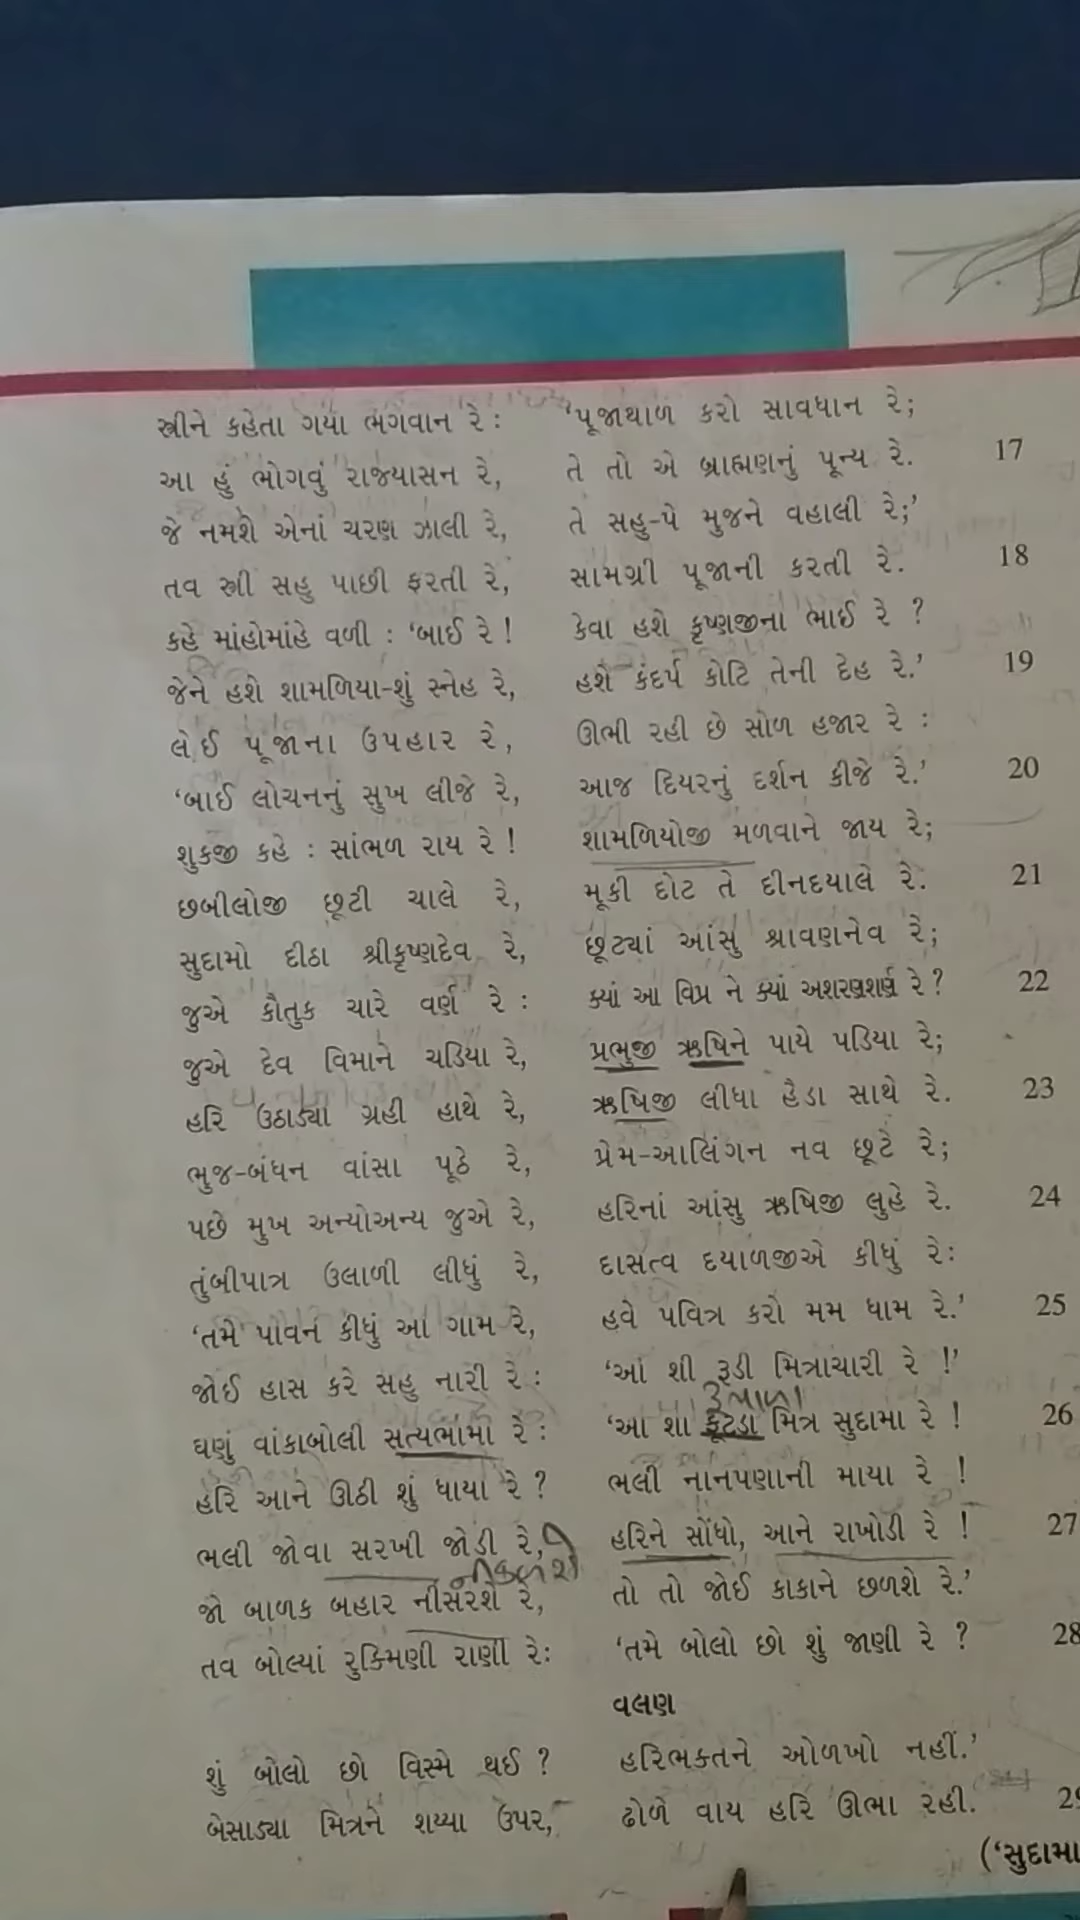 સ્ત્રીને કહેતા ગયા ભગવાન રે : ‘પૂજાથાળ કરો સાવધાન રે;
આ હું ભોગવું રાજ્યાસન રે, તે તો એ બ્રાહ્મણનું પૂન્ય રે. 17
જે નમશે એનાં ચરણ ઝાલી રે, તે સહુ-પે મુજને વહાલી રે;’
તવ સ્ત્રી સહુ પાછી ફરતી રે, સામગ્રી પૂજાની કરતી રે. 18
કહે માંહોમાંહે વળી : ‘બાઈ રે ! કેવા હશે કૃષ્ણજીના ભાઈ રે ?
જેને હશે શામળિયા-શું સ્નેહ રે, હશે કંદર્પ કોટિ તેની દેહ રે.’ 19
લેઈ પૂજાના ઉપહાર રે, ઊભી રહી છે સોળ હજાર રે :
‘બાઈ લોચનનું સુખ લીજે રે, આજ દિયરનું દર્શન કીજે રે.’ 20
શુકજી કહે : સાંભળ રાય રે ! શામળિયોજી મળવાને જાય રે;
છબીલોજી છૂટી ચાલે રે, મૂકી દોટ તે દીનદયાલે રે. 21
સુદામો દીઠા શ્રીકૃષ્ણદેવ રે, છૂટ્યાં આંસુ શ્રાવણનેવ રે;
જુએ કૌતુક ચારે વર્ણ રે : ક્યાં આ વિપ્ર ને ક્યાં અશરણશર્ણ રે ? 22
જુએ દેવ વિમાને ચડિયા રે, પ્રભુજી ઋષિને પાયે પડિયા રે;
હરિ ઉઠાડ્યા ગ્રહી હાથે રે, ઋષિજી લીધા હૈડા સાથે રે. 23
ભુજ-બંધન વાંસા પૂઠે રે, પ્રેમ-આલિંગન નવ છૂટે રે;
પછે મુખ અન્યોઅન્ય જુએ રે, હરિનાં આંસુ ઋષિજી લુહે રે. 24
તુંબીપાત્ર ઉલાળી લીધું રે, દાસત્વ દયાળજીએ કીધું રે:
‘તમે પાવન કીધું આ ગામ રે, હવે પવિત્ર કરો મમ ધામ રે.’ 25
જોઈ હાસ કરે સહુ નારી રે : ‘આ શી રૂડી મિત્રાચારી રે !’
ઘણું વાંકાબોલી સત્યભામા રે : ‘આ શા ફૂટડા મિત્ર સુદામા રે ! 26
હરિ આને ઊઠી શું ધાયા રે ? ભલી નાનપણાની માયા રે !
ભલી જોવા સરખી જોડી રે, હરિને સોંધો, આને રાખોડી રે ! 27
નીકળશે
જો બાળક બહાર નીસરશે રે, તો તો જોઈ કાકાને છળશે રે.’
તવ બોલ્યાં રુક્મિણી રાણી રે: ‘તમે બોલો છો શું જાણી રે ? 28
વલણ
શું બોલો છો વિસ્મે થઈ ? હરિભક્તને ઓળખો નહીં.’
બેસાડ્યા મિત્રને શય્યા ઉપર, ઢોળે વાય હરિ ઊભા રહી. 29
(‘સુદામા